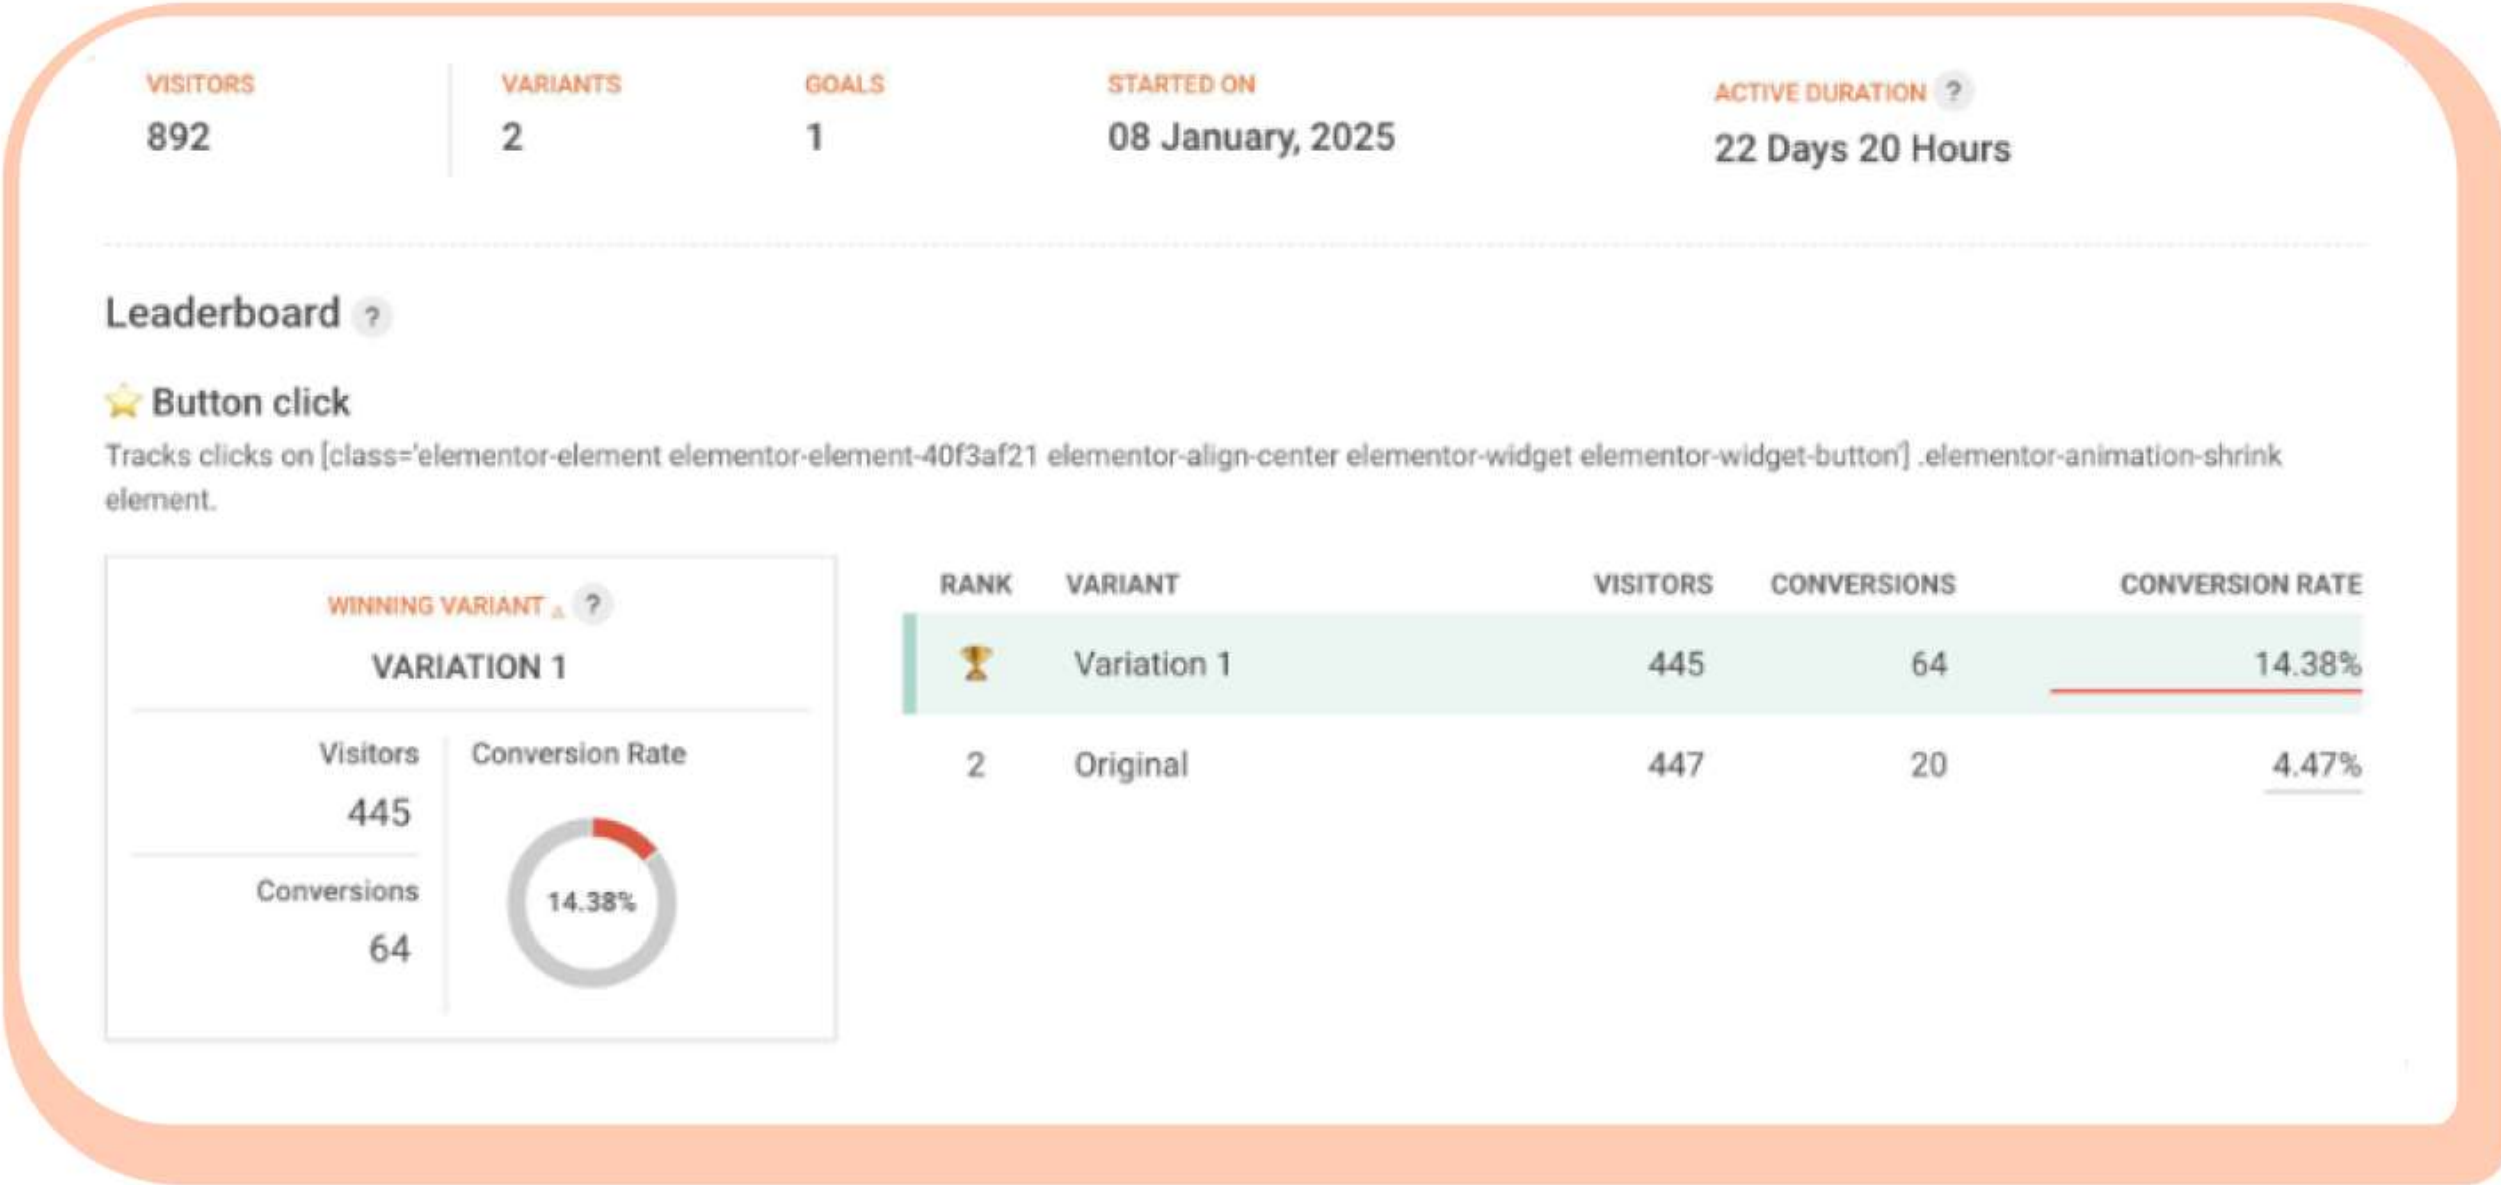 VISITORS
892
VARIANTS
2
GOALS
1
STARTED ON
08 January, 2025
ACTIVE DURATION ?
22 Days 20 Hours
Leaderboard ?
Button click
Tracks clicks on [class='elementor-element elementor-element-40f3af21 elementor-align-center elementor-widget elementor-widget-button'] .elementor-animation-shrink
element.
WINNING VARIANT ?
VARIATION 1
Visitors
445
Conversions
64
Conversion Rate
14.38%
RANK VARIANT VISITORS CONVERSIONS CONVERSION RATE
Variation 1 445 64 14.38%
2 Original 447 20 4.47%